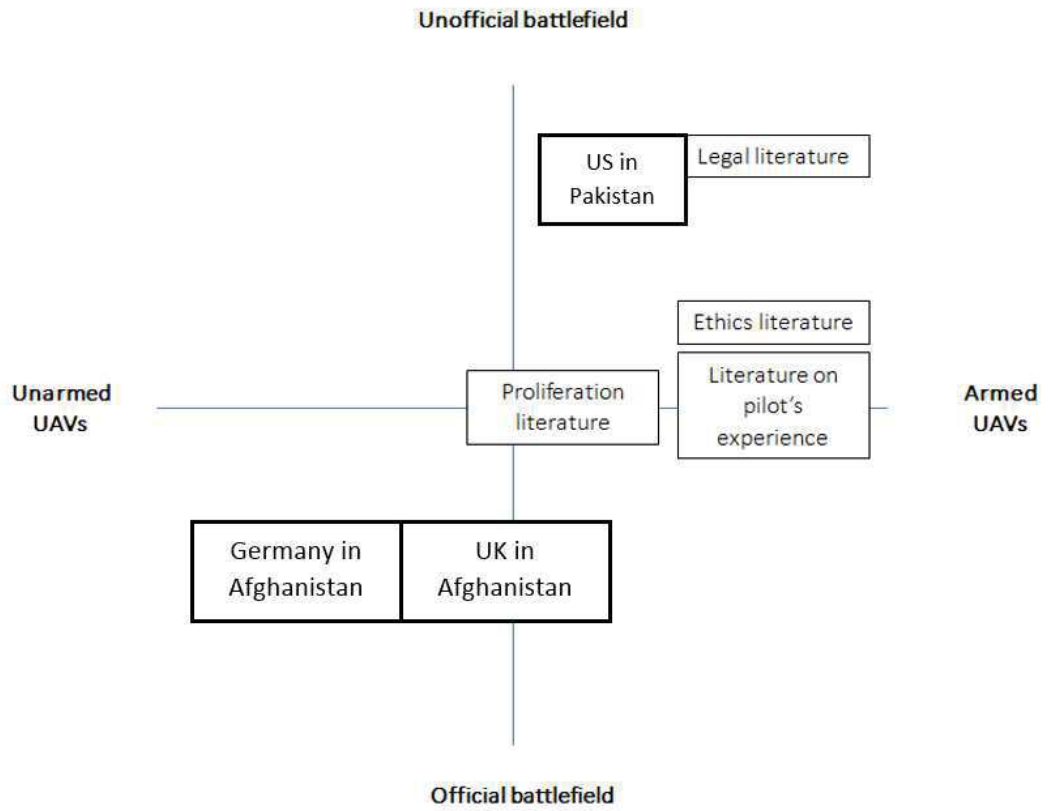 Unofficial battlefield
US in
Pakistan
Legal literature
Ethics literature
Unarmed
UAVs
Proliferation
literature
Literature on
pilot's
experience
Armed
UAVs
Germany in
Afghanistan
UK in
Afghanistan
Official battlefield